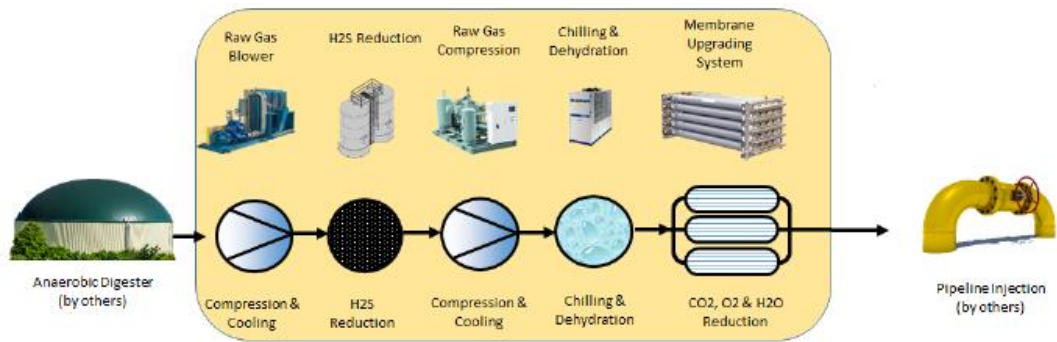 Raw Gas
Blower
H2S Reduction
Raw Gas
Compression
Chilling &
Dehydration
Membrane
Upgrading
System
Anaerobic Digester
(by others)
Compression &
Cooling
H2S
Reduction
Compression &
Cooling
Chilling &
Dehydration
CO2, O2 & H2O
Reduction
Pipeline Injection
(by others)